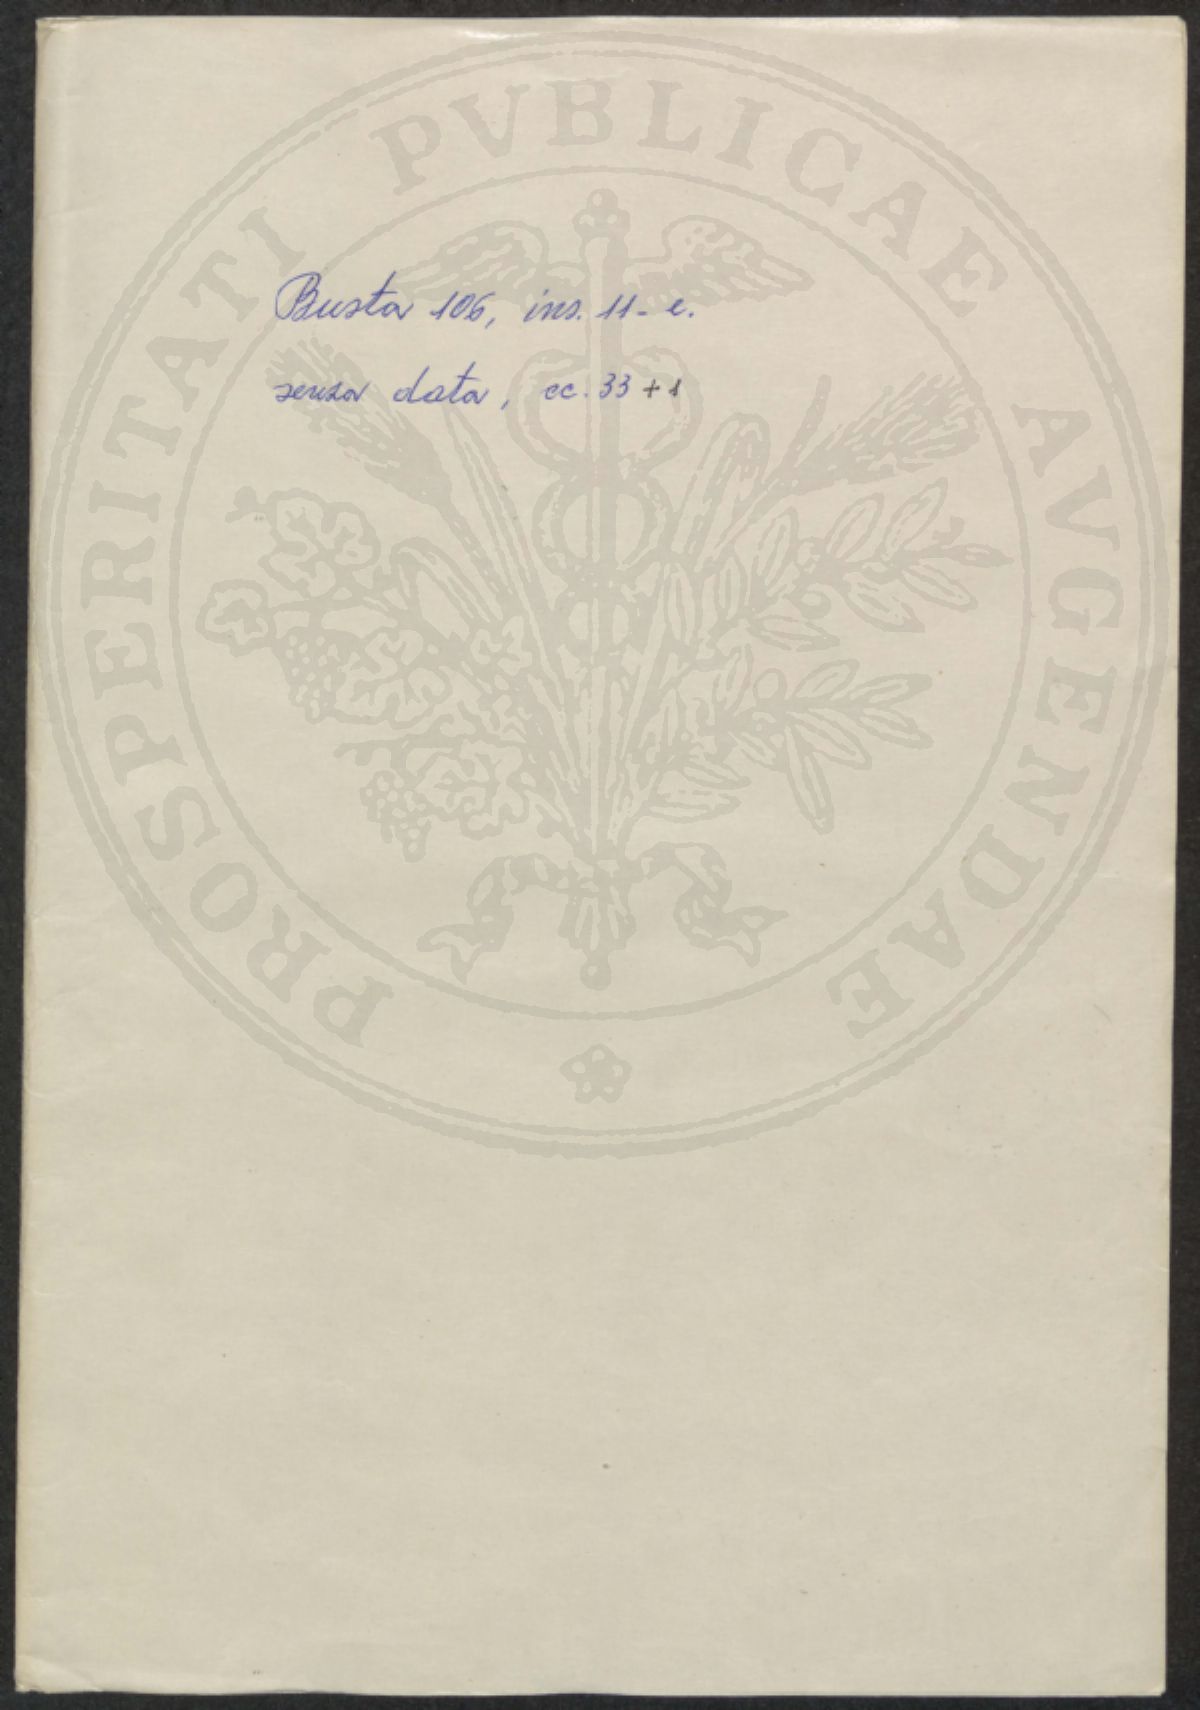 PROSPERITATI PVBLICAE AVGENDAE
Busta 106, ins. 11- e.
senza data, cc. 33 + 1